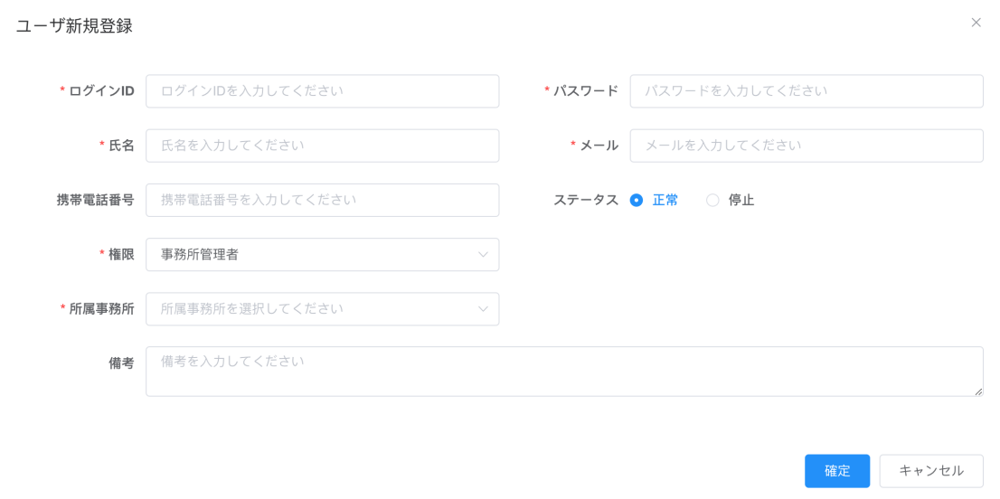 ユーザ新規登録
* ログインID ログインIDを入力してください * パスワード パスワードを入力してください
* 氏名 氏名を入力してください * メール メールを入力してください
携帯電話番号 携帯電話番号を入力してください ステータス 正常 停止
* 権限 事務所管理者
* 所属事務所 所属事務所を選択してください
備考 備考を入力してください
確定 キャンセル